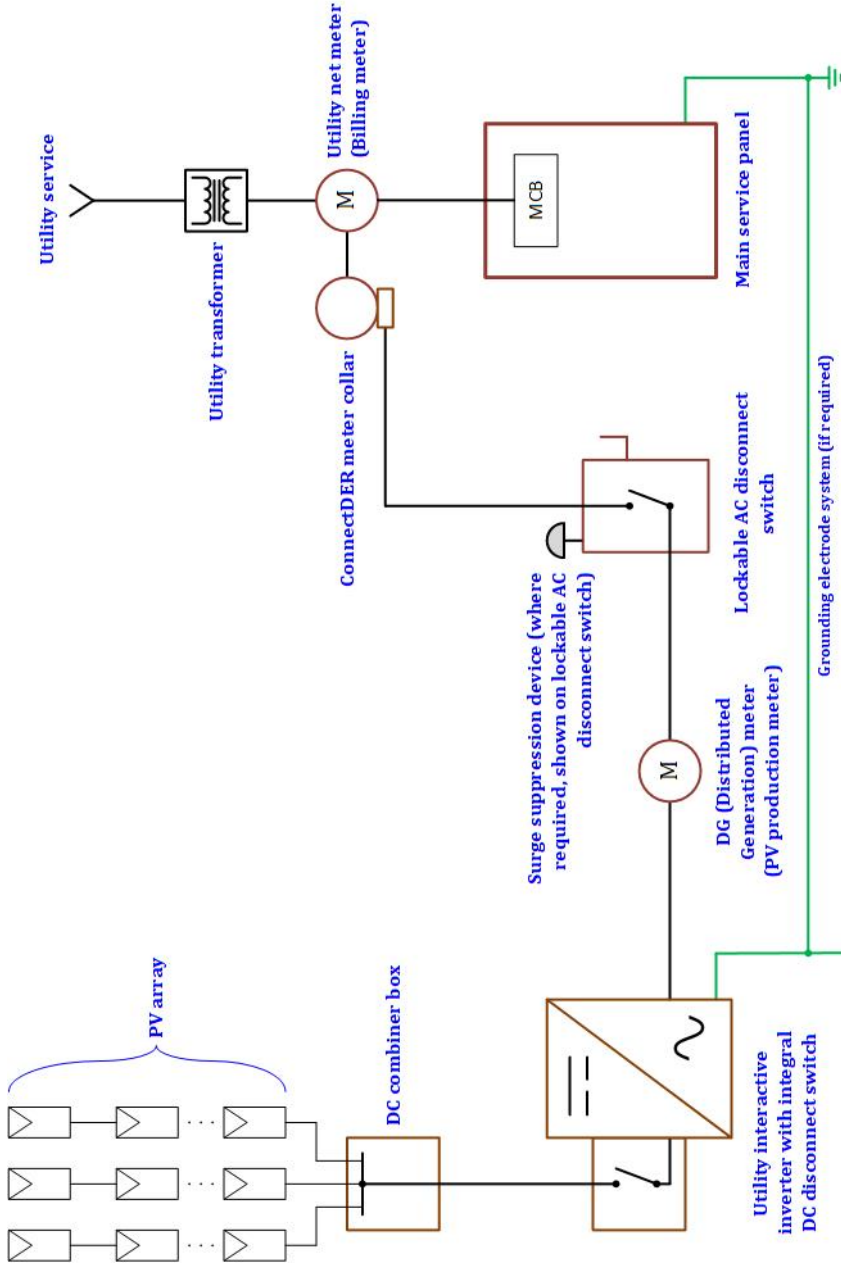 PV array
DC combiner box
Utility interactive
inverter with integral
DC disconnect switch
Surge suppression device (where
required, shown on lockable AC
disconnect switch)
M
DG (Distributed
Generation) meter
(PV production meter)
Lockable AC disconnect
switch
Grounding electrode system (if required)
Utility service
Utility transformer
Utility net meter
(Billing meter)
M
ConnectDER meter collar
MCB
Main service panel